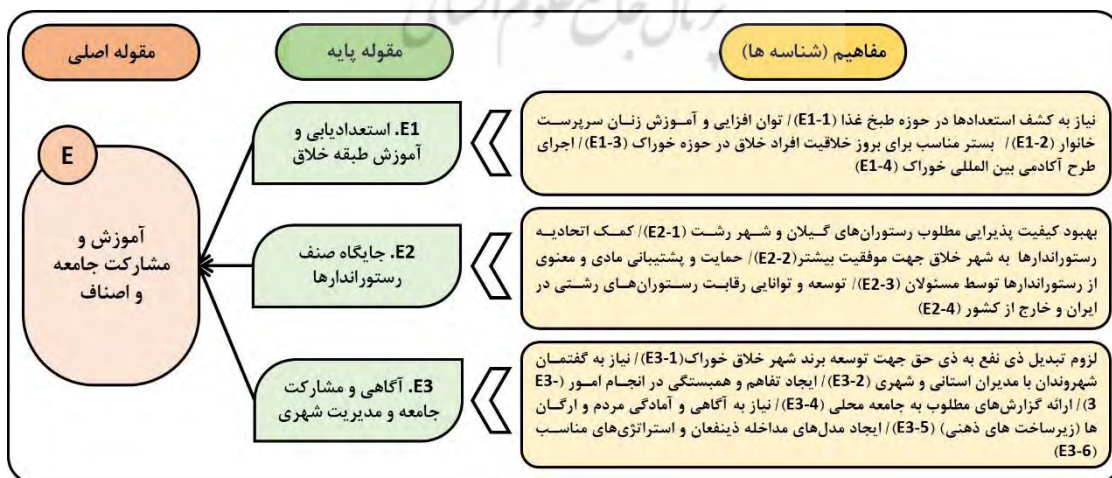 پرتال جامع علوم انسانی
مفاهیم (شناسه ها)
مقوله پایه
مقوله اصلی
نیاز به کشف استعدادها در حوزه طبخ غذا (E1-1)/ توان افزایی و آموزش زنان سرپرست
خانوار (E1-2)/ بستر مناسب برای بروز خلاقیت افراد خلاق در حوزه خوراک (E1-3)/ اجرای
طرح آکادمی بین المللی خوراک (E1-4)
E1. استعدادیابی و
آموزش طبقه خلاق
بهبود کیفیت پذیرایی مطلوب رستوران‌های گیلان و شهر رشت (E2-1)/ کمک اتحادیه
رستوراندارها به شهر خلاق جهت موفقیت بیشتر(E2-2)/ حمایت و پشتیبانی مادی و معنوی
از رستوراندارها توسط مسئولان (E2-3)/ توسعه و توانایی رقابت رستوران‌های رشتی در
ایران و خارج از کشور (E2-4)
E2. جایگاه صنف
رستوراندارها
لزوم تبدیل ذی نفع به ذی حق جهت توسعه برند شهر خلاق خوراک(E3-1)/ نیاز به گفتمان
شهروندان با مدیران استانی و شهری (E3-2)/ ایجاد تفاهم و همبستگی در انجام امور (E3-
3)/ ارائه گزارش‌های مطلوب به جامعه محلی (E3-4)/ نیاز به آگاهی و آمادگی مردم و ارگان
ها (زیرساخت های ذهنی) (E3-5)/ ایجاد مدل‌های مداخله ذینفعان و استراتژی‌های مناسب
(E3-6)
E3. آگاهی و مشارکت
جامعه و مدیریت شهری
E
آموزش و
مشارکت جامعه
و اصناف